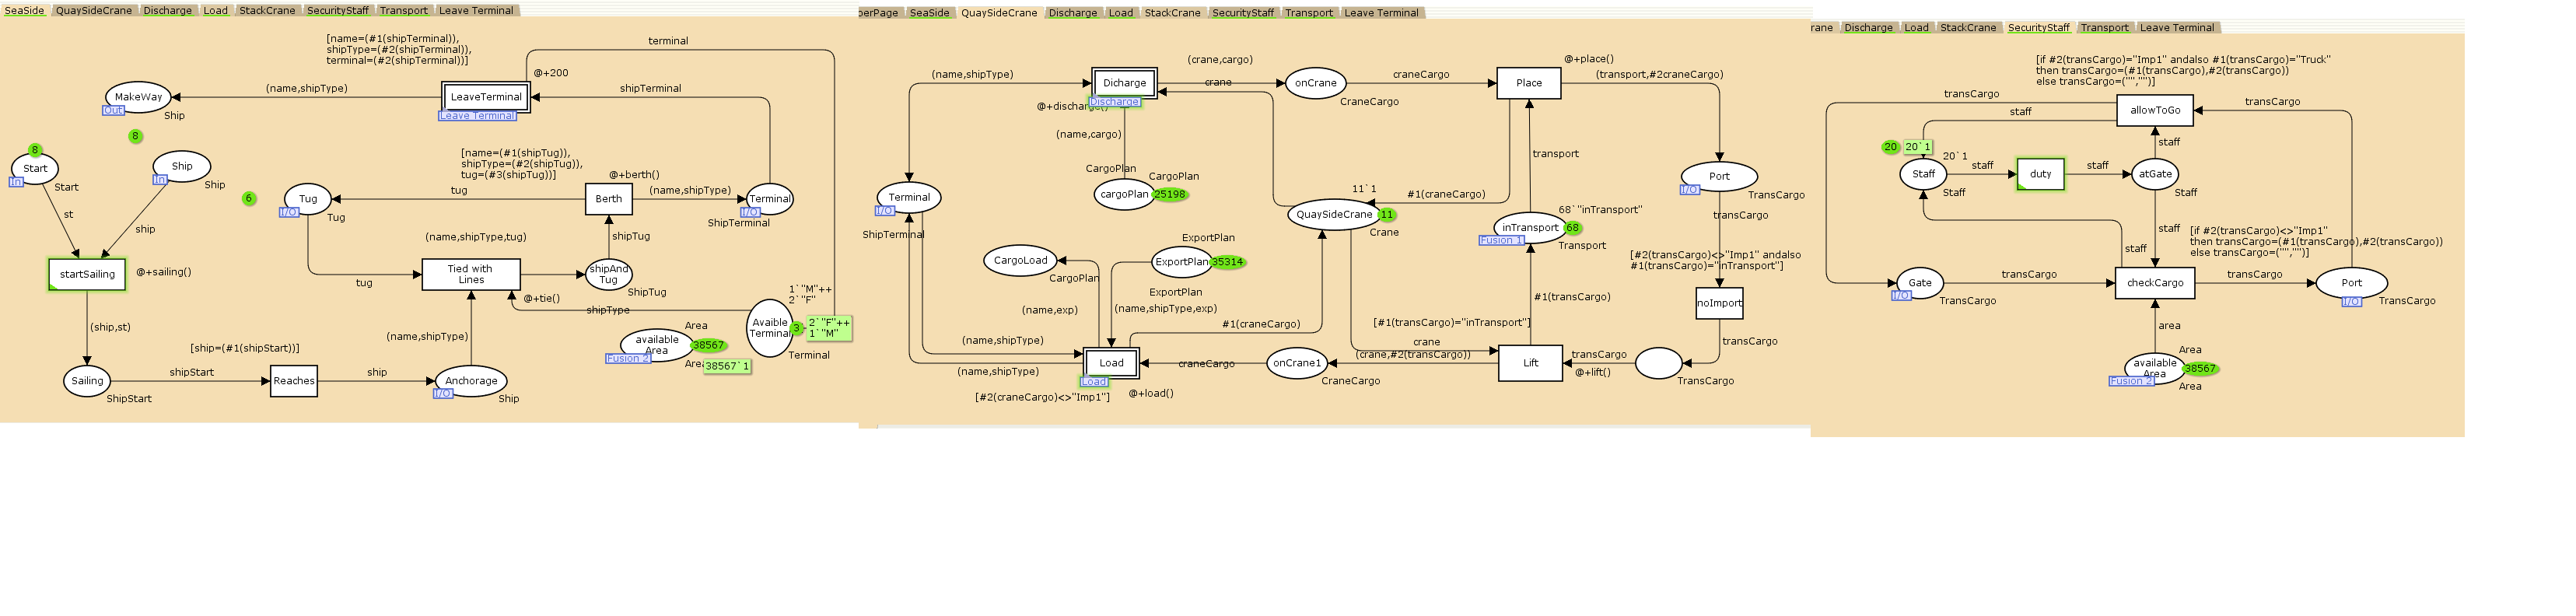 SeaSide QuaySideCrane Discharge Load StackCrane SecurityStaff Transport Leave Terminal
[name=(#1(shipTerminal)),
shipType=(#2(shipTerminal)),
terminal=(#2(shipTerminal))]
terminal
@+200
MakeWay
Out
Ship
(name,shipType)
LeaveTerminal
Leave Terminal
shipTerminal
8
8
Start
In
Start
Ship
In
Ship
st
ship
6
[name=(#1(shipTug)),
shipType=(#2(shipTug)),
tug=(#3(shipTug))]
@+berth()
Tug
I/O
Tug
tug
Berth
(name,shipType)
Terminal
I/O
ShipTerminal
(name,shipType,tug)
shipTug
startSailing
@+sailing()
tug
Tied with
Lines
shipAnd
Tug
ShipTug
@+tie()
shipType
1`"M"++
2`"F"
Avaible
Terminal
3
2`"F"++
1`"M"
Terminal
(ship,st)
(name,shipType)
Area
available
Area
38567
Fusion 2
Area
38567`1
[ship=(#1(shipStart))]
Sailing
ShipStart
shipStart
Reaches
ship
Anchorage
I/O
Ship
perPage SeaSide QuaySideCrane Discharge Load StackCrane SecurityStaff Transport Leave Terminal
(name,shipType)
Dicharge
Discharge
@+discharge()
(crane,cargo)
crane
onCrane
CraneCargo
craneCargo
@+place()
Place
(transport,#2craneCargo)
(name,cargo)
CargoPlan
CargoPlan
cargoPlan
25198
transport
Port
I/O
TransCargo
Terminal
I/O
ShipTerminal
11`1
#1(craneCargo)
QuaySideCrane
11
Crane
68`"inTransport"
inTransport
68
Fusion 1
Transport
transCargo
ExportPlan
ExportPlan
35314
ExportPlan
CargoLoad
CargoPlan
[#2(transCargo)<>"Imp1" andalso
#1(transCargo)="inTransport"]
noImport
(name,exp)
(name,shipType,exp)
#1(transCargo)
#1(craneCargo)
[#1(transCargo)="inTransport"]
(name,shipType)
crane
transCargo
Load
Load
(name,shipType)
craneCargo
onCrane1
CraneCargo
(crane,#2(transCargo))
Lift
transCargo
@+lift()
TransCargo
[#2(craneCargo)<>"Imp1"]
@+load()
rane Discharge Load StackCrane SecurityStaff Transport Leave Terminal
[if #2(transCargo)="Imp1" andalso #1(transCargo)="Truck"
then transCargo=(#1(transCargo),#2(transCargo))
else transCargo=("","")]
transCargo
staff
allowToGo
transCargo
20
20`1
20`1
Staff
Staff
staff
duty
staff
staff
atGate
Staff
staff
staff
[if #2(transCargo)<>"Imp1"
then transCargo=(#1(transCargo),#2(transCargo))
else transCargo=("","")]
Gate
I/O
TransCargo
transCargo
checkCargo
transCargo
Port
I/O
TransCargo
area
Area
available
Area
38567
Fusion 2
Area